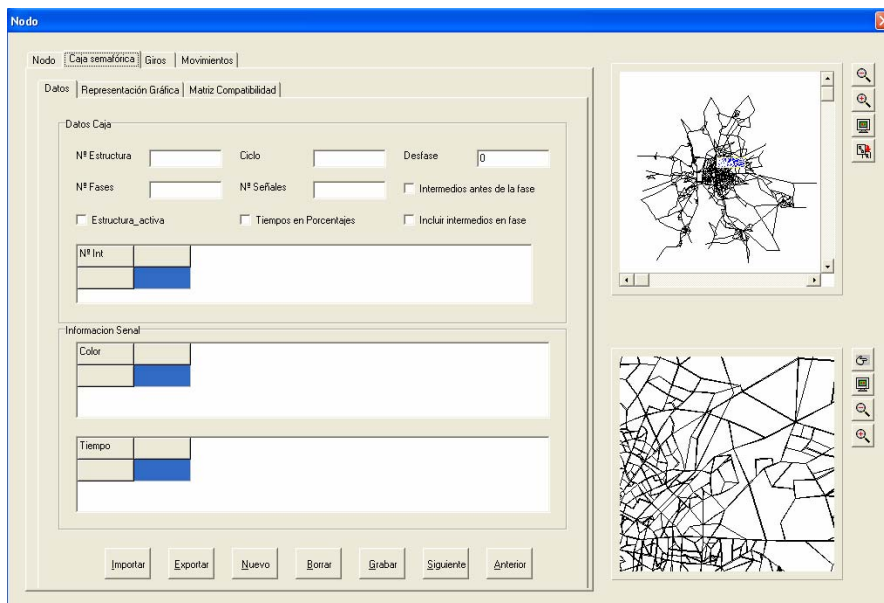 Nodo
Nodo Caja semafórica Giros Movimientos
Datos Representación Gráfica Matriz Compatibilidad
Datos Caja
Nº Estructura Ciclo Desfase 0
Nº Fases Nº Señales Intermedios antes de la fase
Estructura_activa Tiempos en Porcentajes Incluir intermedios en fase
Nº Int
Informacion Senal
Color
Tiempo
Importar Exportar Nuevo Borrar Grabar Siguiente Anterior